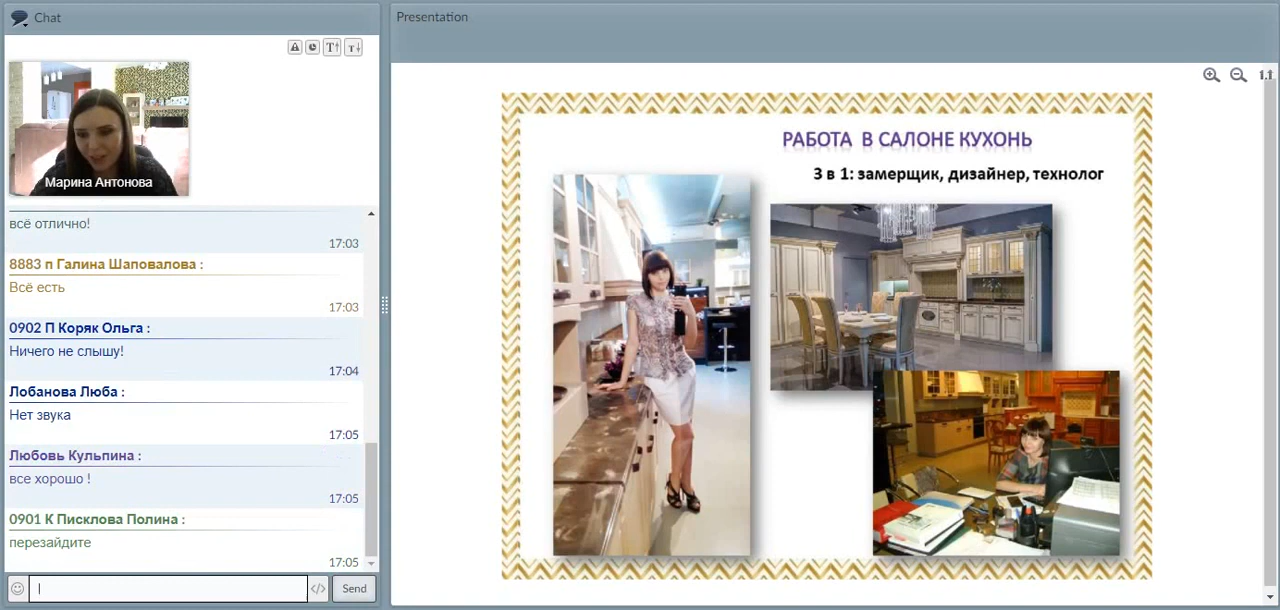 Chat
Марина Антонова
всё отлично!
17:03
8883 п Галина Шаповалова :
Всё есть
17:03
0902 П Коряк Ольга :
Ничего не слышу!
17:04
Лобанова Люба :
Нет звука
17:05
Любовь Кульпина :
все хорошо !
17:05
0901 К Писклова Полина :
перезайдите
17:05
Send
Presentation
1:1
РАБОТА В САЛОНЕ КУХОНЬ
3 в 1: замерщик, дизайнер, технолог